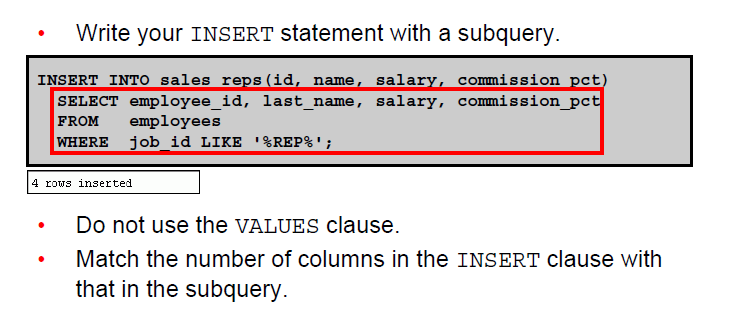 • Write your INSERT statement with a subquery.
INSERT INTO sales_reps(id, name, salary, commission_pct)
SELECT employee_id, last_name, salary, commission_pct
FROM employees
WHERE job_id LIKE '%REP%';
4 rows inserted
• Do not use the VALUES clause.
• Match the number of columns in the INSERT clause with
that in the subquery.